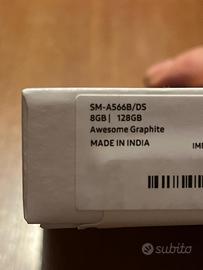 SM-A566B/DS
8GB | 128GB
Awesome Graphite
MADE IN INDIA
IM
subito